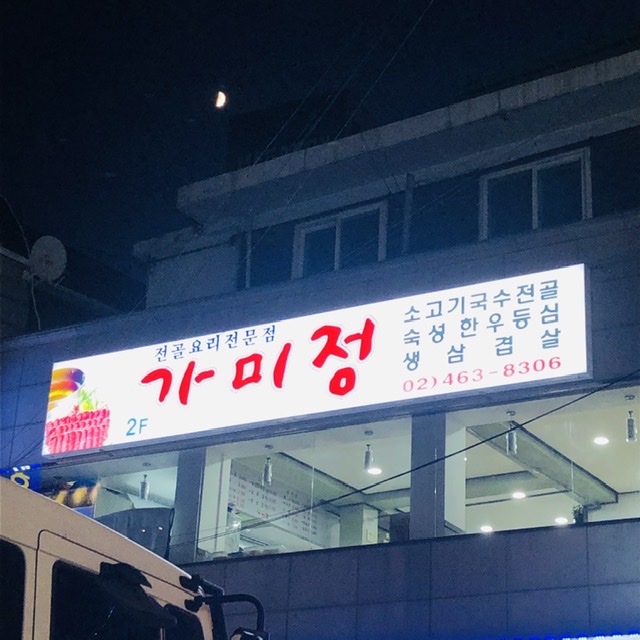 전골요리전문점
가미정
2F
소고기국수전골
숙성한우등심
생삼겹살
02)463-8306